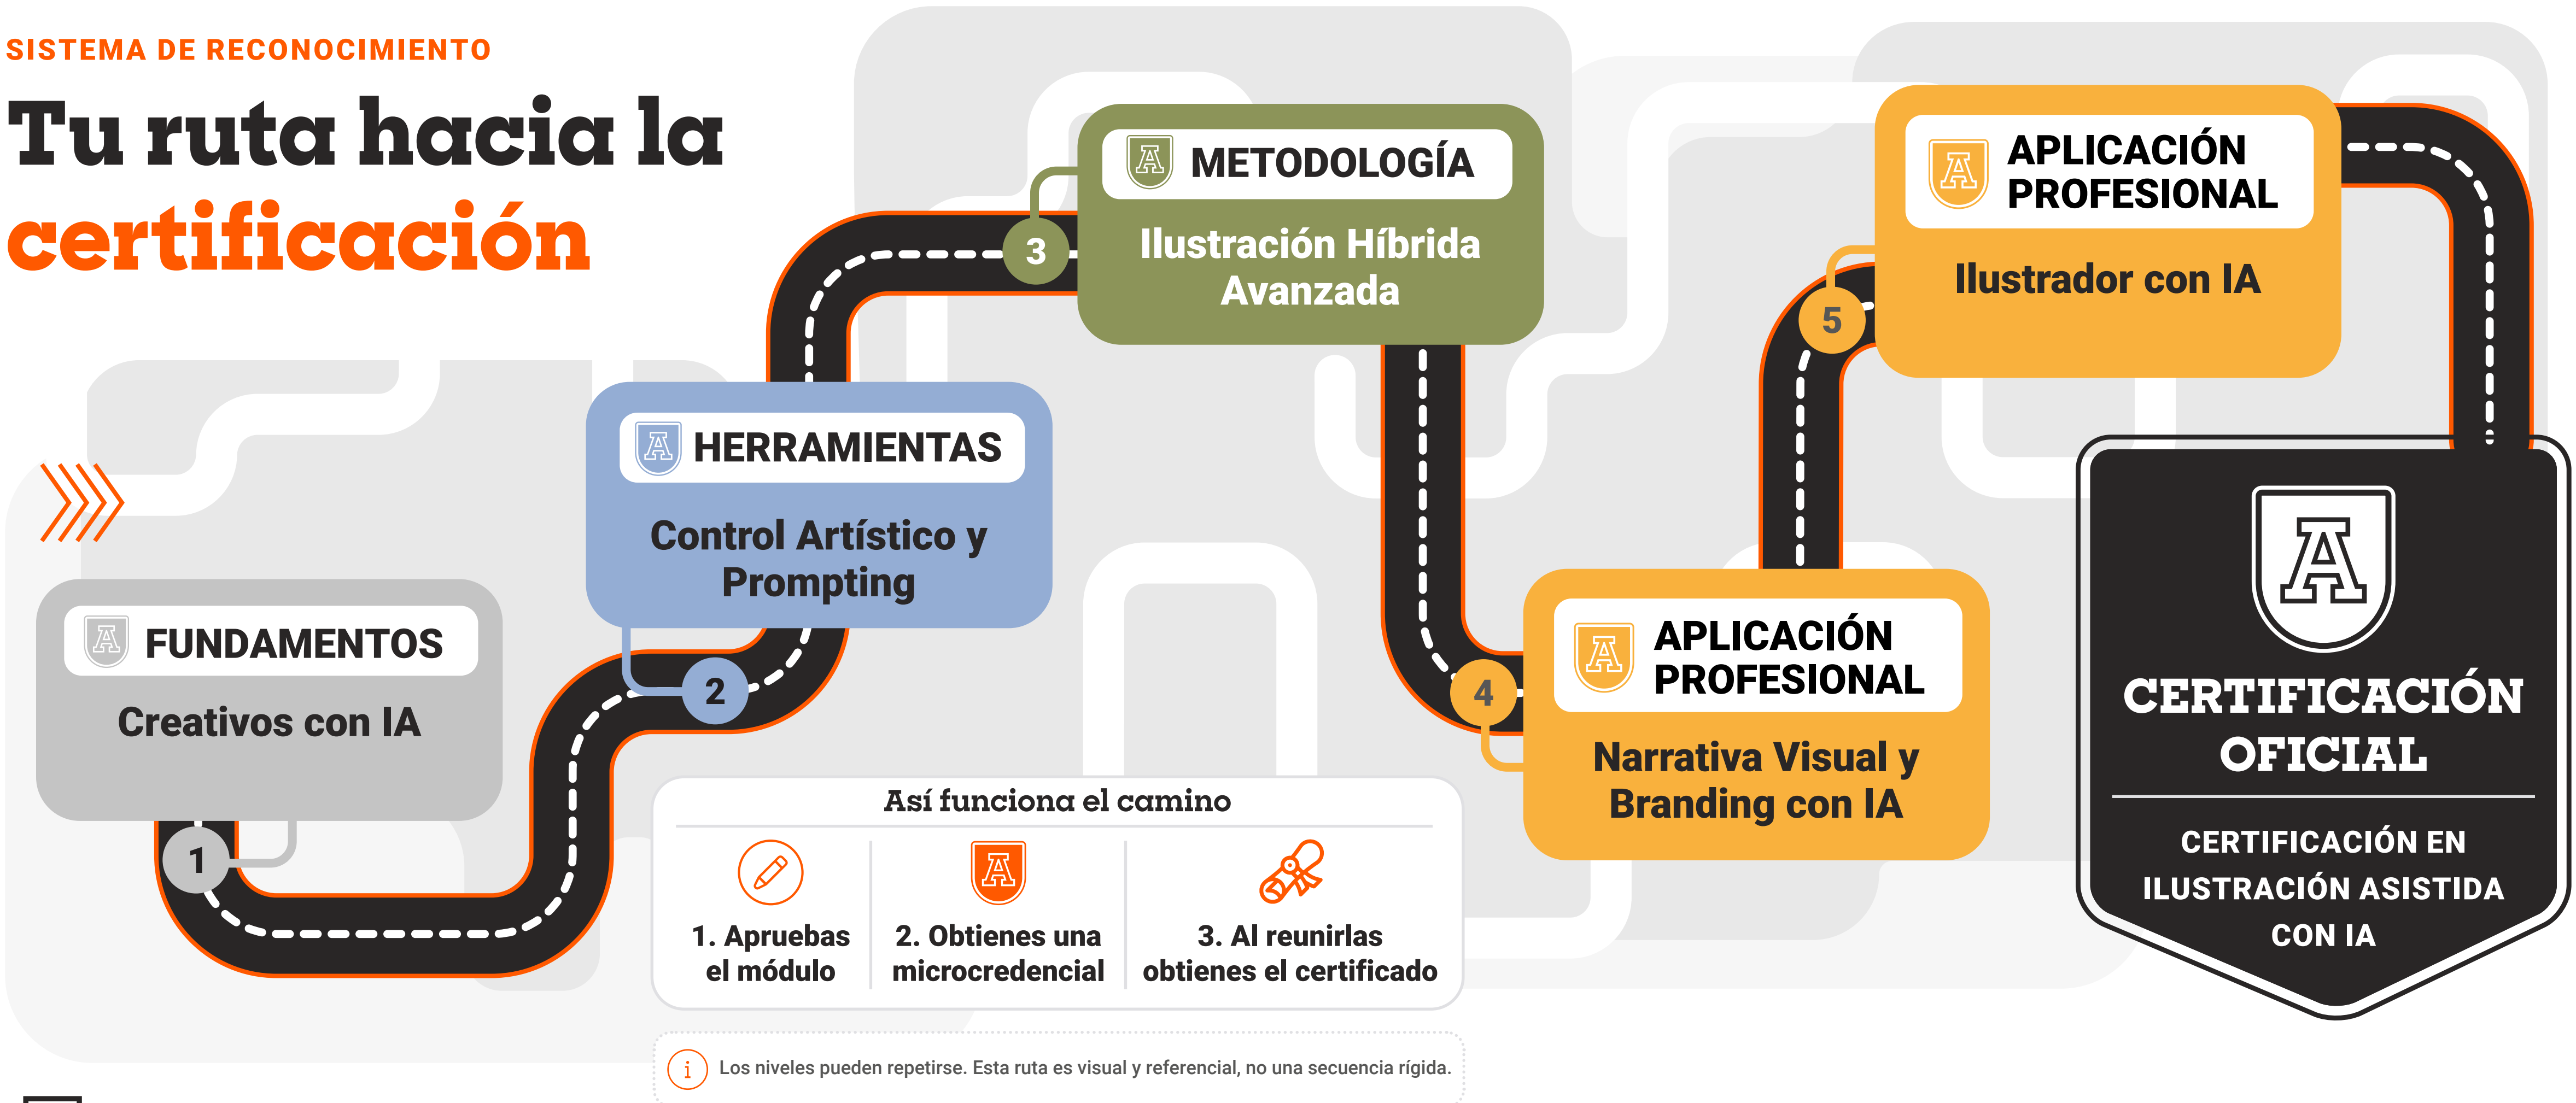 SISTEMA DE RECONOCIMIENTO
Tu ruta hacia la
certificación
A FUNDAMENTOS
Creativos con IA
1
A HERRAMIENTAS
Control Artístico y
Prompting
2
A METODOLOGÍA
Ilustración Híbrida
Avanzada
3
A APLICACIÓN
PROFESIONAL
Narrativa Visual y
Branding con IA
4
A APLICACIÓN
PROFESIONAL
Ilustrador con IA
5
A
CERTIFICACIÓN
OFICIAL
CERTIFICACIÓN EN
ILUSTRACIÓN ASISTIDA
CON IA
Así funciona el camino
1. Apruebas
el módulo
A
2. Obtienes una
microcredencial
3. Al reunirlas
obtienes el certificado
i Los niveles pueden repetirse. Esta ruta es visual y referencial, no una secuencia rígida.